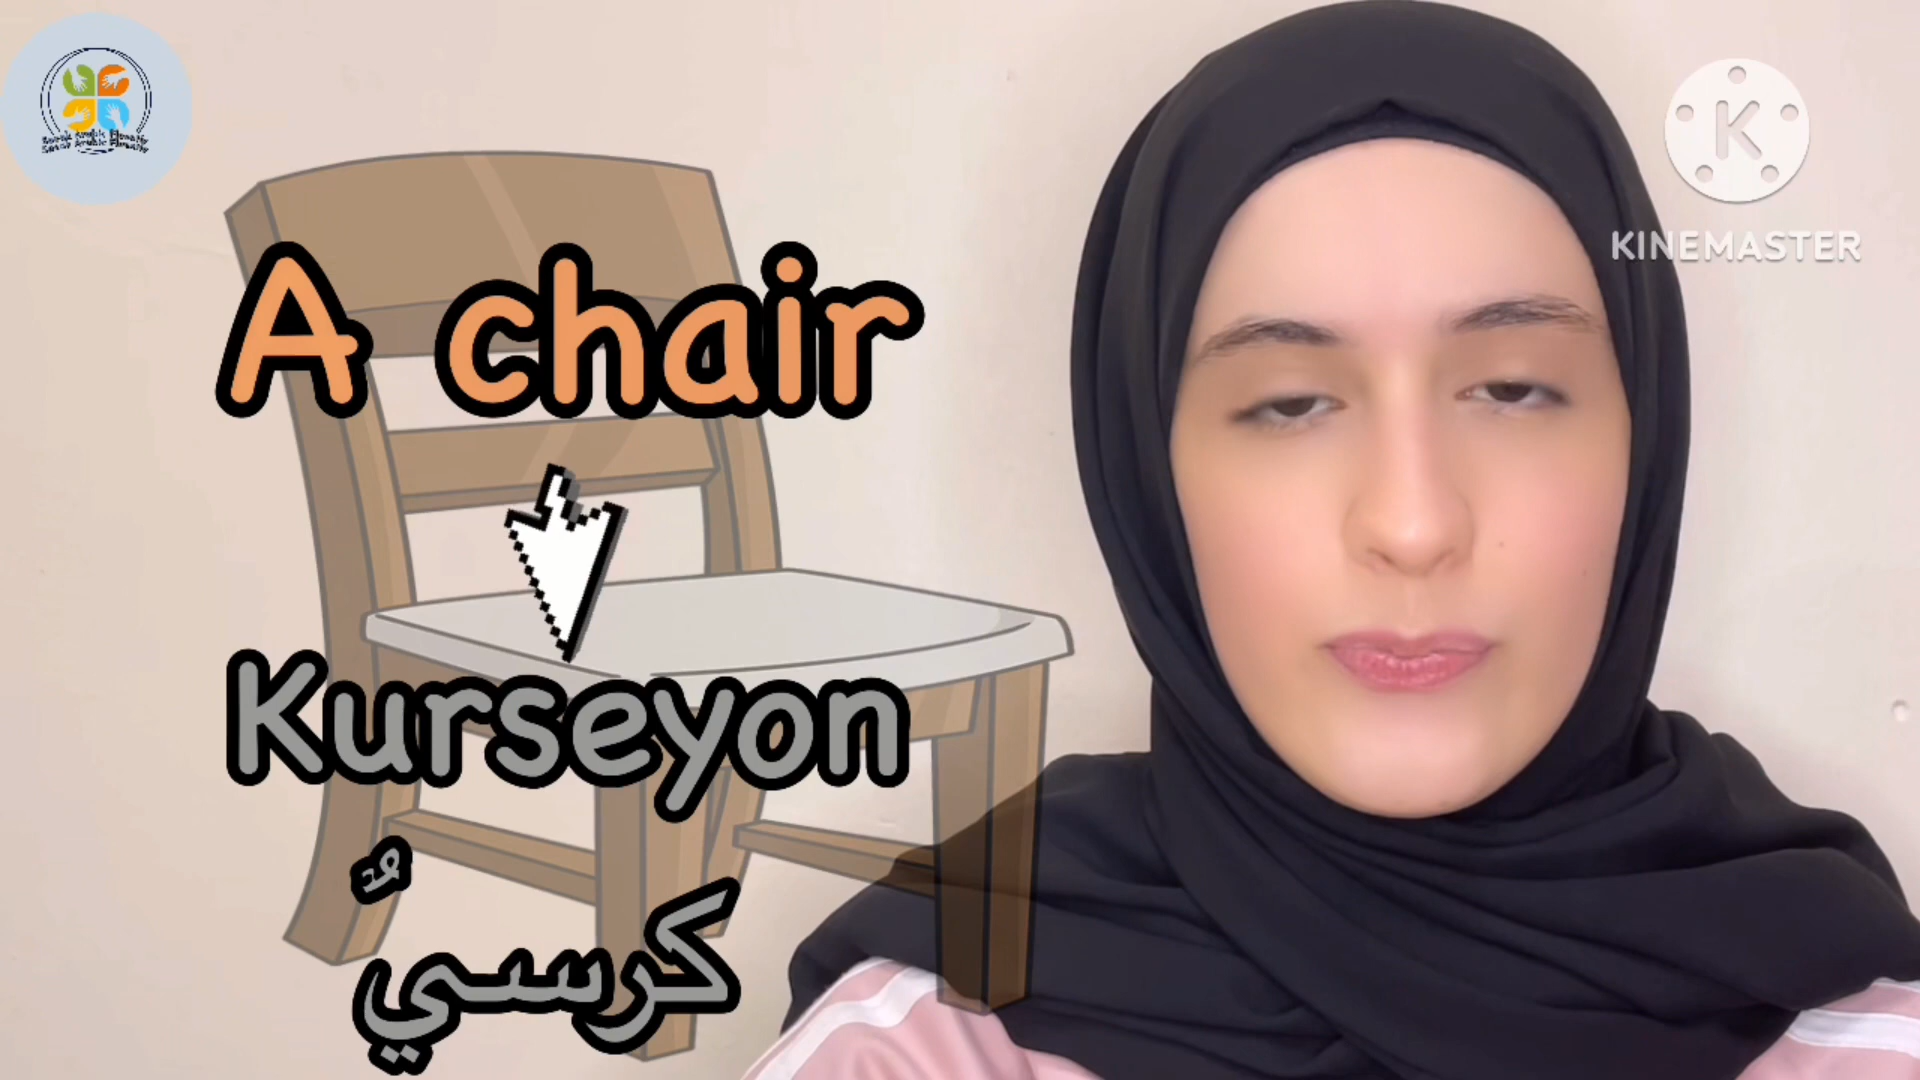 A chair
Kurseyon
كرسيٌ
KINEMASTER